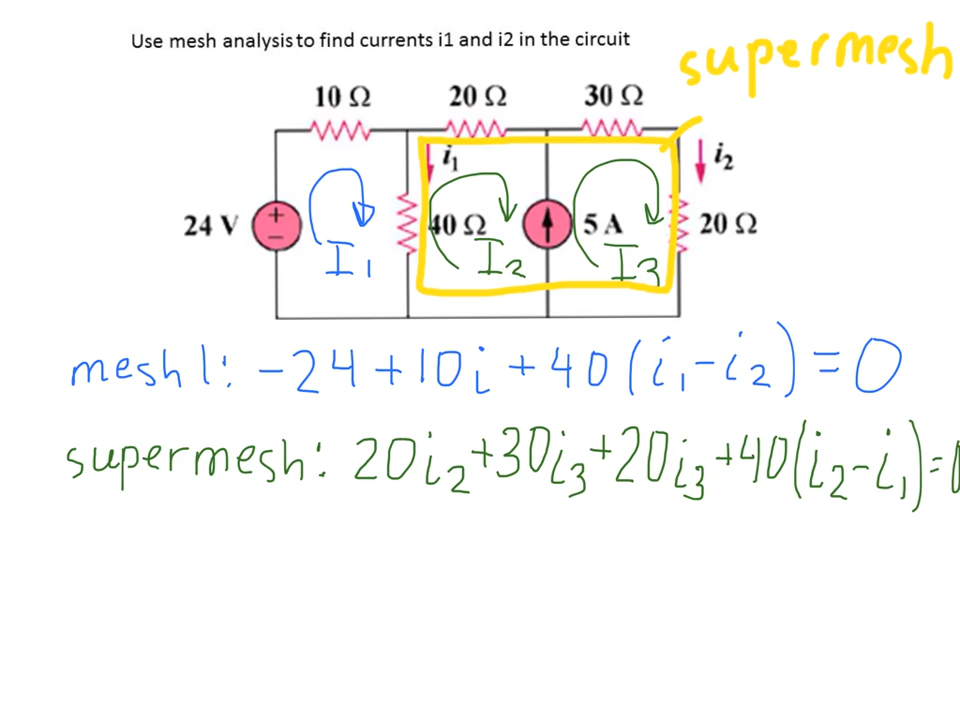 Use mesh analysis to find currents i1 and i2 in the circuit
supermesh
10 Ω 20 Ω 30 Ω
i₁ i₂
24 V 40 Ω 5 A 20 Ω
I₁ I₂ I₃
mesh 1: -24+10i+40(i₁-i₂)=0
supermesh: 20i₂+30i₃+20i₃+40(i₂-i₁)=0